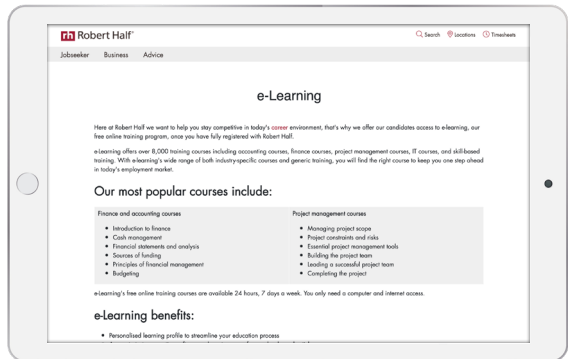 rh Robert Half®
Search Locations Timesheets
Jobseeker Business Advice
e-Learning
Here at Robert Half we want to help you stay competitive in today's career environment, that's why we offer our candidates access to e-learning, our
free online training program, once you have fully registered with Robert Half.
e-Learning offers over 8,000 training courses including accounting courses, finance courses, project management courses, IT courses, and skill-based
training. With e-learning's wide range of both industry-specific courses and generic training, you will find the right course to keep you one step ahead
in today's employment market.
Our most popular courses include:
Finance and accounting courses
• Introduction to finance
• Cash management
• Financial statements and analysis
• Sources of funding
• Principles of financial management
• Budgeting
Project management courses
• Managing project scope
• Project constraints and risks
• Essential project management tools
• Building the project team
• Leading a successful project team
• Completing the project
e-Learning's free online training courses are available 24 hours, 7 days a week. You only need a computer and internet access.
e-Learning benefits:
• Personalised learning profile to streamline your education process